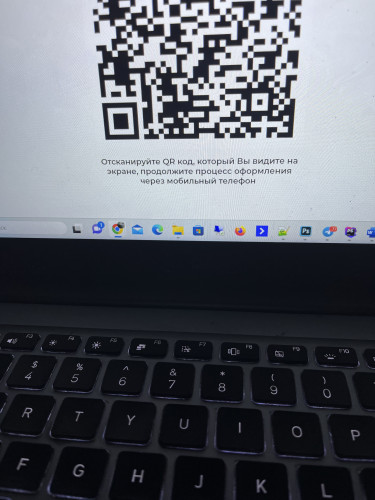 Отсканируйте QR код, который Вы видите на
экране, продолжите процесс оформления
через мобильный телефон
F3 F4 F5 F6 F7 F8 F9 F10
$ % ^ & * ( )
4 5 6 7 8 9 0
R T Y U I O P
F G H J K L